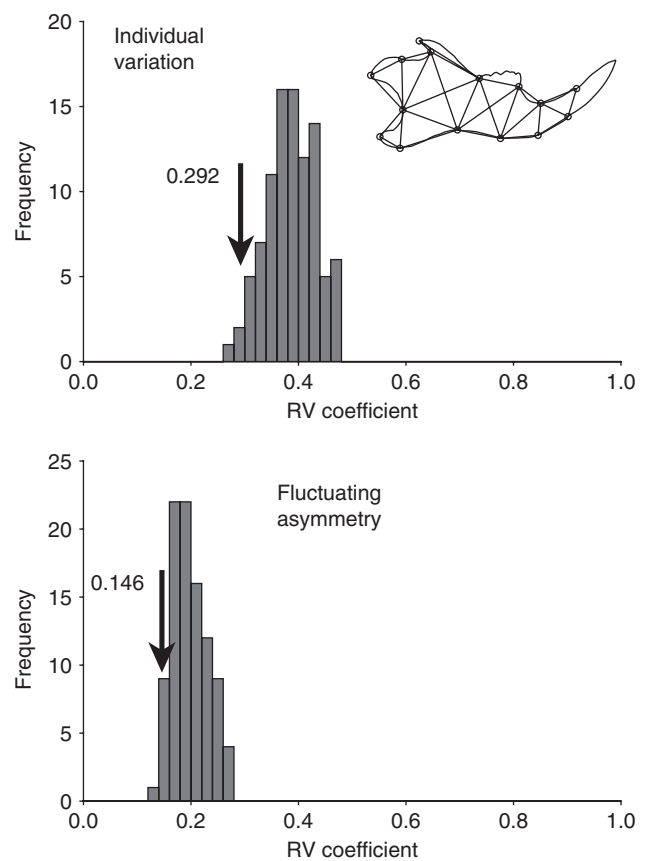 Individual
variation
0.292
20
15
10
5
0
Frequency
0.0 0.2 0.4 0.6 0.8 1.0
RV coefficient
Fluctuating
asymmetry
0.146
25
20
15
10
5
0
Frequency
0.0 0.2 0.4 0.6 0.8 1.0
RV coefficient